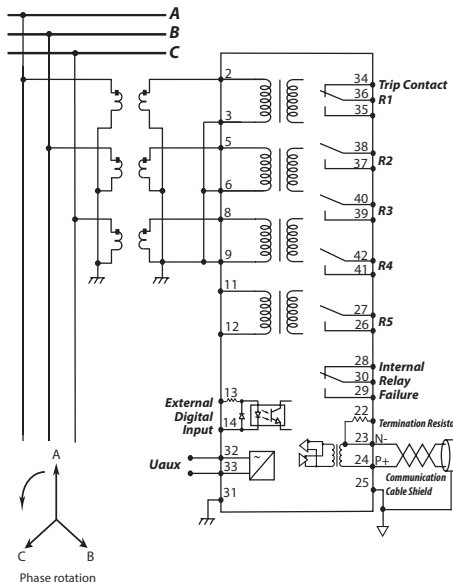 A
B
C
2
3
5
6
8
9
11
12
13
External
Digital
Input
14
Uaux
32
33
~
31
34
Trip Contact
36
R1
35
38
R2
37
40
R3
39
42
R4
41
27
R5
26
28
Internal
30
Relay
29
Failure
22
Termination Resista
23
N-
24
P+
Communication
Cable Shield
25
A
C
B
Phase rotation